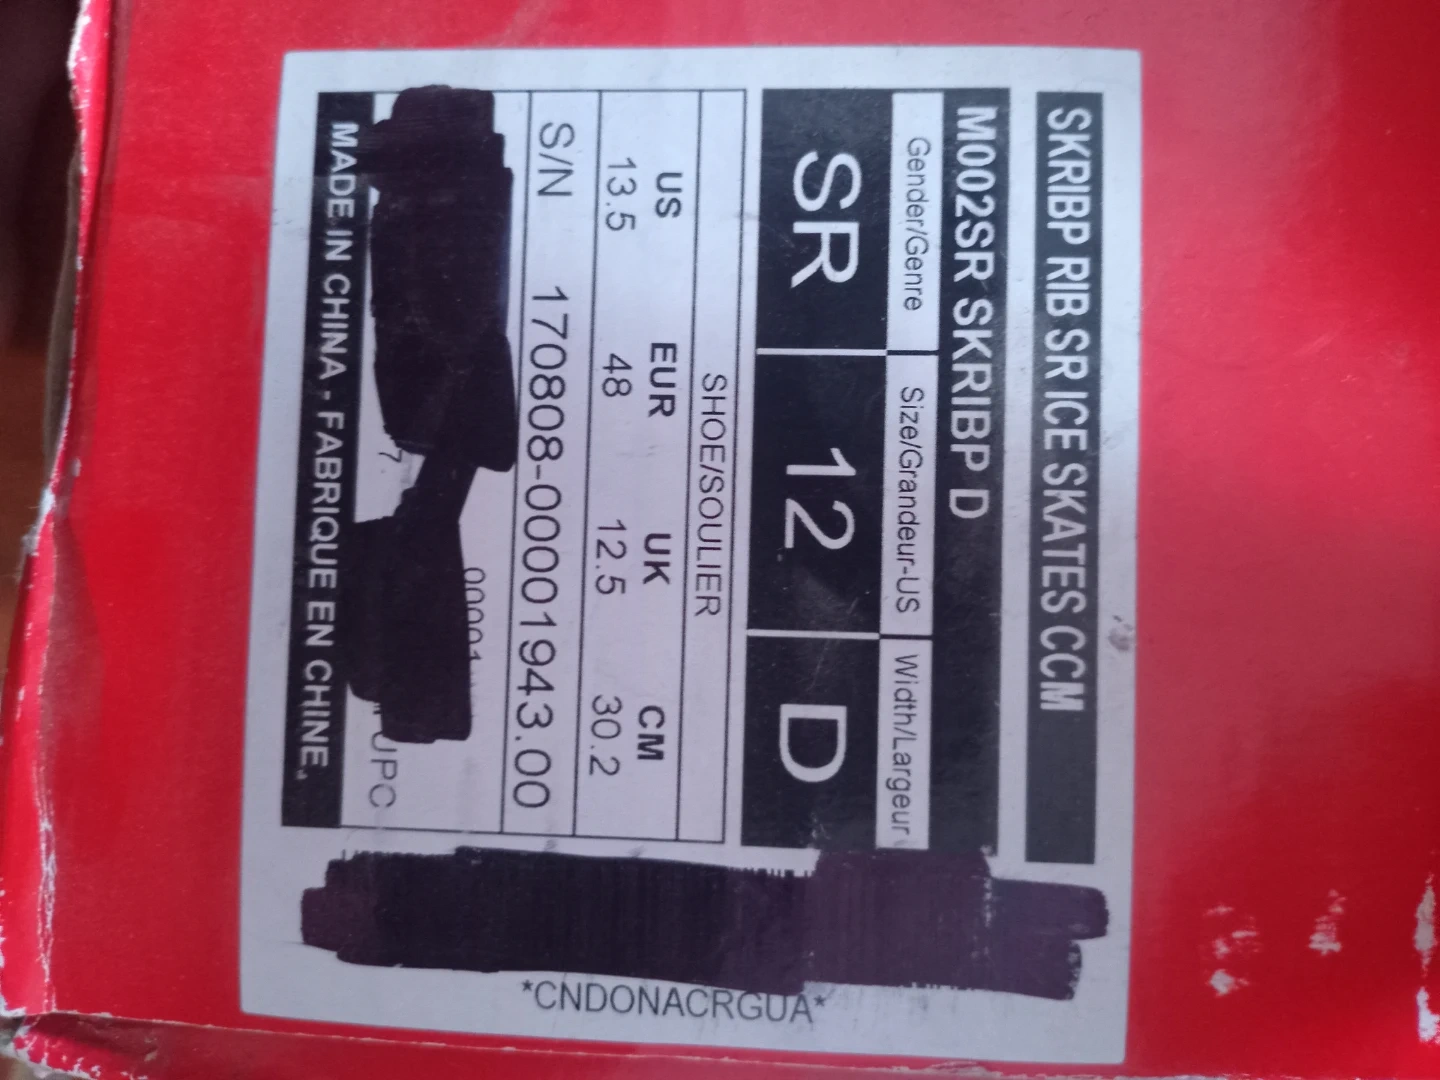 SKRIBP RIB SR ICE SKATES CCM
M002SR SKRIBP D
Gender/Genre Size/Grandeur-US Width/Largeur
SR 12 D
SHOE/SOULIER
US EUR UK CM
13.5 48 12.5 30.2
S/N 170808-00001943.00
7
UPC
MADE IN CHINA - FABRIQUE EN CHINE.
*CNDONACRGUA*